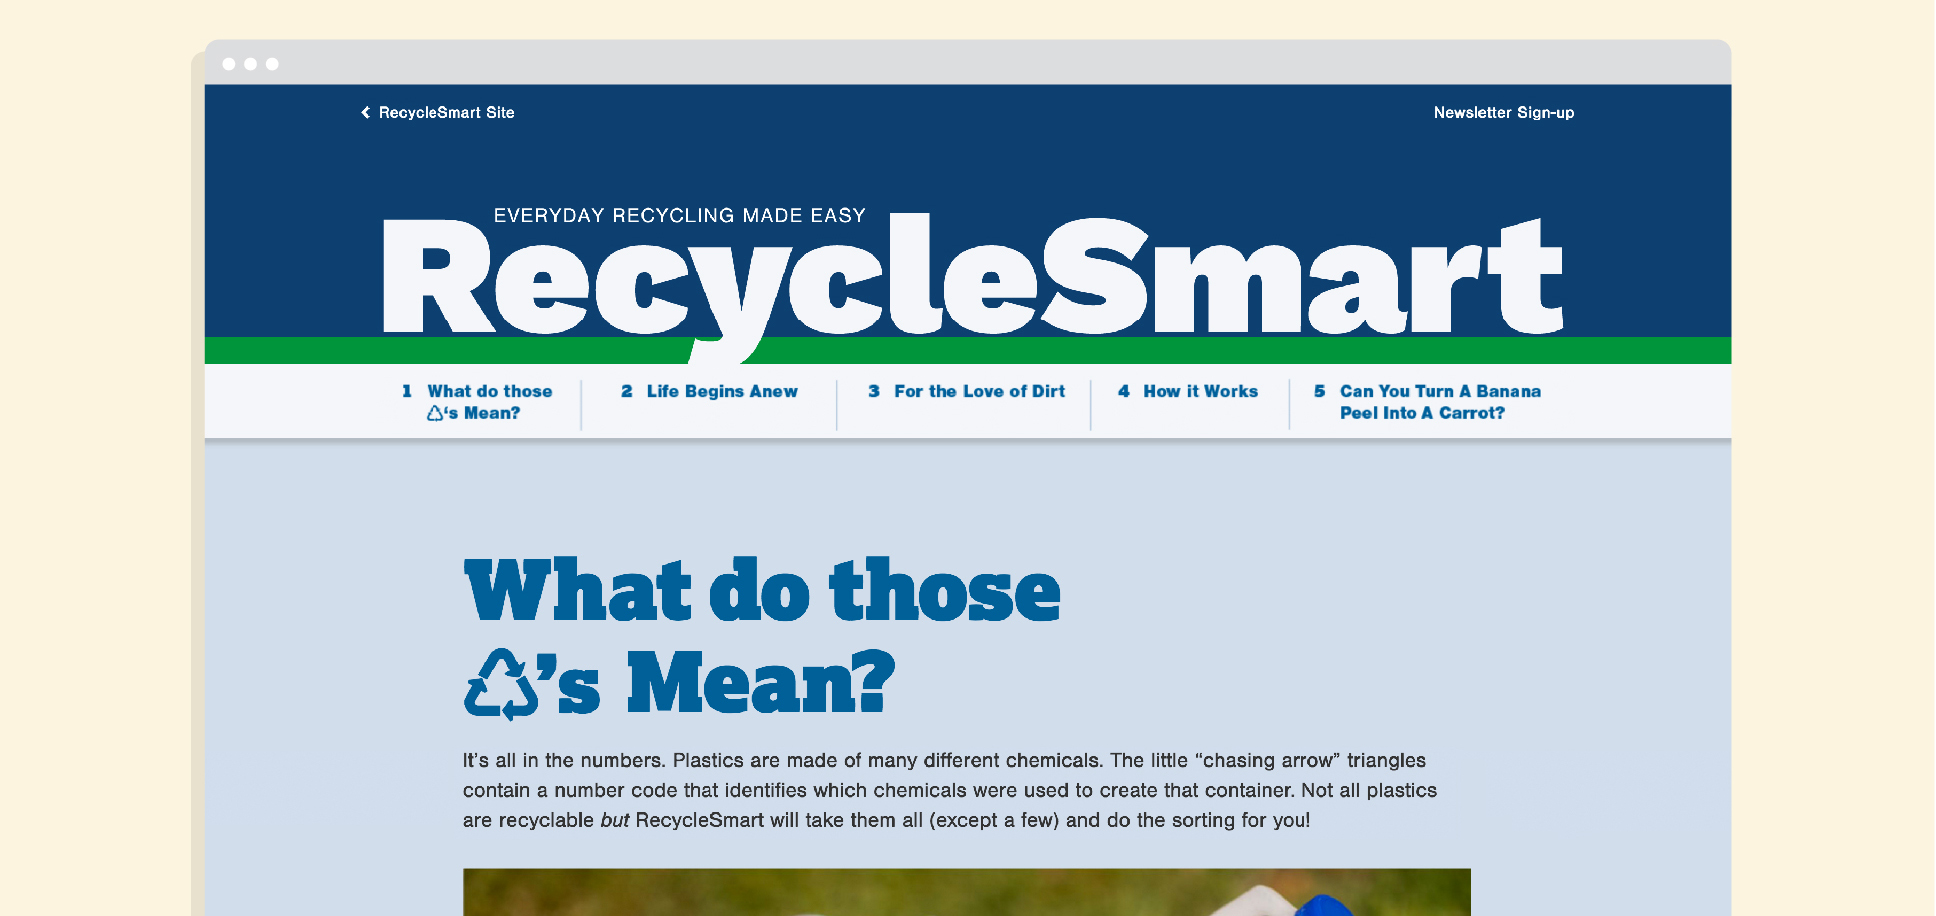 RecycleSmart Site
Newsletter Sign-up
EVERYDAY RECYCLING MADE EASY
RecycleSmart
1 What do those
♺'s Mean?
2 Life Begins Anew
3 For the Love of Dirt
4 How it Works
5 Can You Turn A Banana
Peel Into A Carrot?
What do those
♺’s Mean?
It’s all in the numbers. Plastics are made of many different chemicals. The little “chasing arrow” triangles
contain a number code that identifies which chemicals were used to create that container. Not all plastics
are recyclable but RecycleSmart will take them all (except a few) and do the sorting for you!